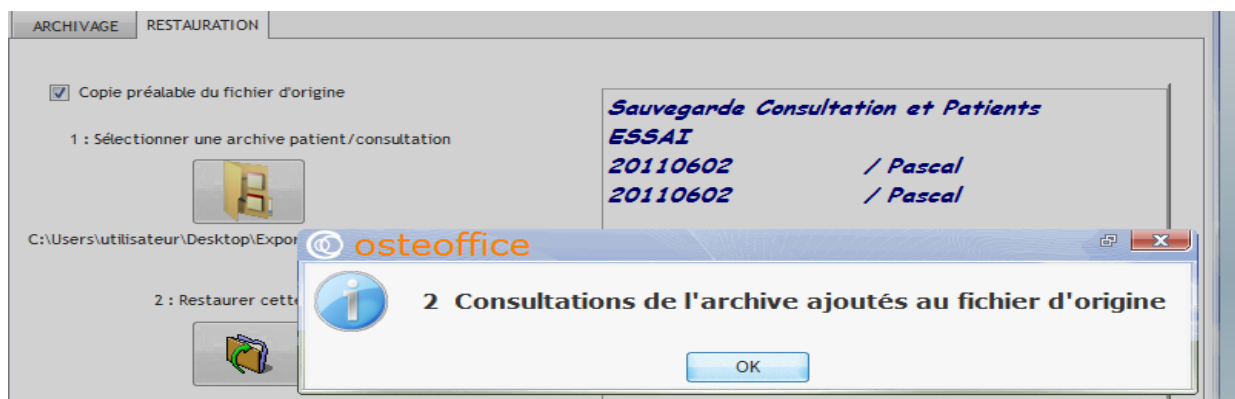 ARCHIVAGE RESTAURATION
Copie préalable du fichier d'origine
1 : Sélectionner une archive patient/consultation
C:\Users\utilisateur\Desktop\Expor
2 : Restaurer cette
Sauvegarde Consultation et Patients
ESSAI
20110602 / Pascal
20110602 / Pascal
osteoffice
2 Consultations de l'archive ajoutés au fichier d'origine
OK